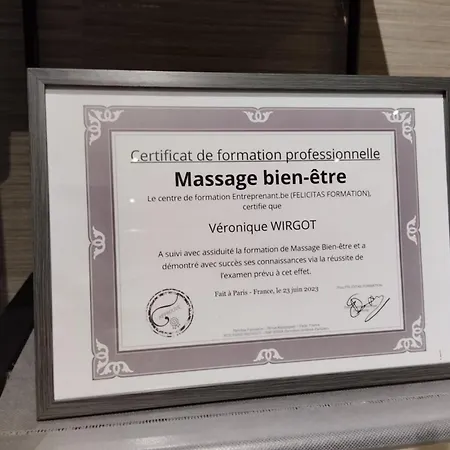 Certificat de formation professionnelle
Massage bien-être
Le centre de formation Entreprenant.be (FELICITAS FORMATION),
certifie que
Véronique WIRGOT
A suivi avec assiduité la formation de Massage Bien-être et a
démontré avec succès ses connaissances via la réussite de
l'examen prévu à cet effet.
Fait à Paris - France, le 23 juin 2023